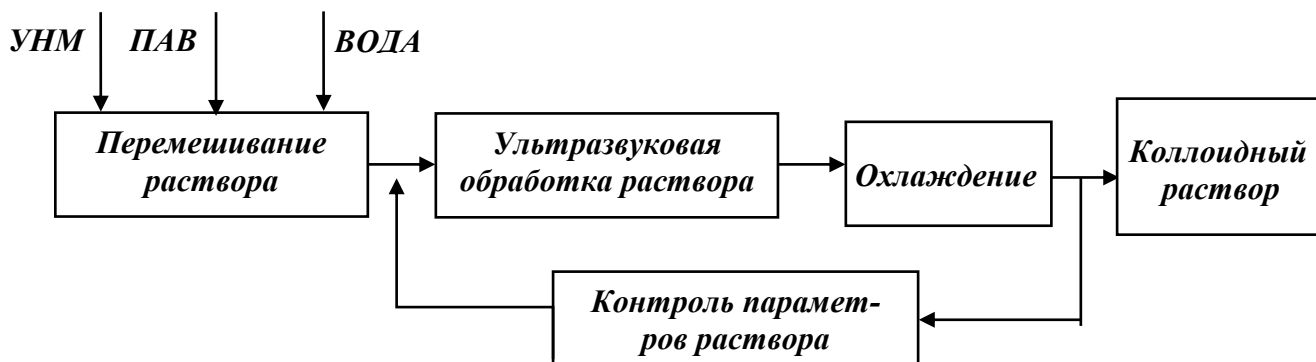 УНМ ПАВ ВОДА
Перемешивание
раствора
Ультразвуковая
обработка раствора
Охлаждение
Коллоидный
раствор
Контроль парамет-
ров раствора